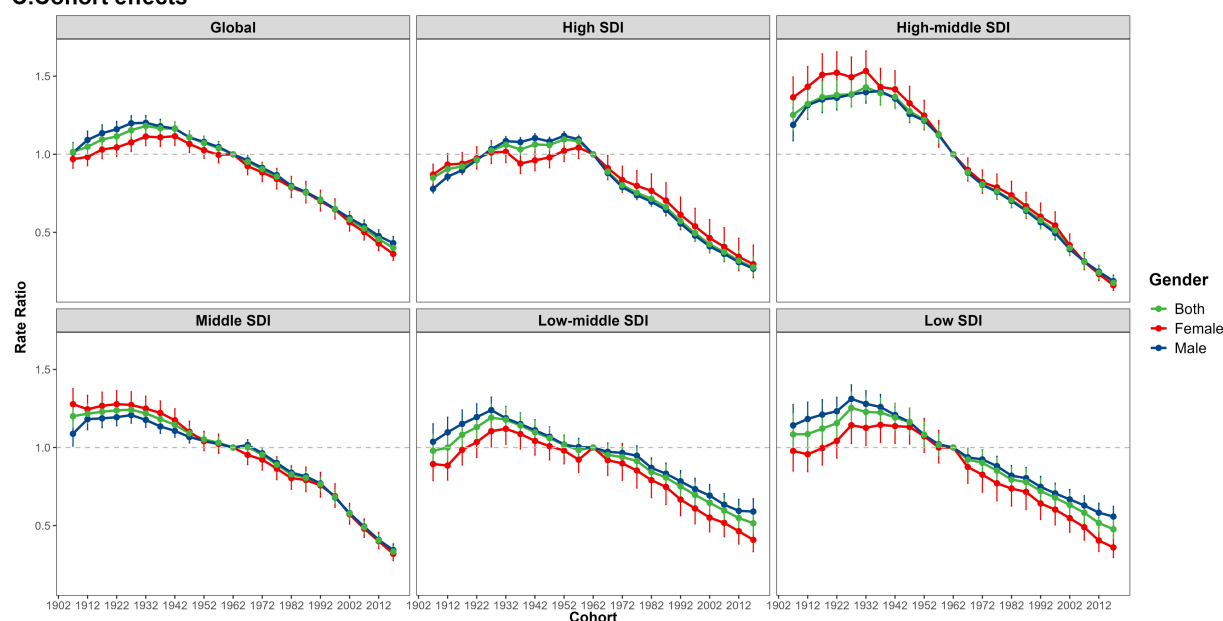 C.Cohort effects
Global
High SDI
High-middle SDI
1.5
1.0
0.5
Rate Ratio
Gender
Both
Female
Male
Middle SDI
Low-middle SDI
Low SDI
1.5
1.0
0.5
1902 1912 1922 1932 1942 1952 1962 1972 1982 1992 2002 2012
1902 1912 1922 1932 1942 1952 1962 1972 1982 1992 2002 2012
1902 1912 1922 1932 1942 1952 1962 1972 1982 1992 2002 2012
Cohort